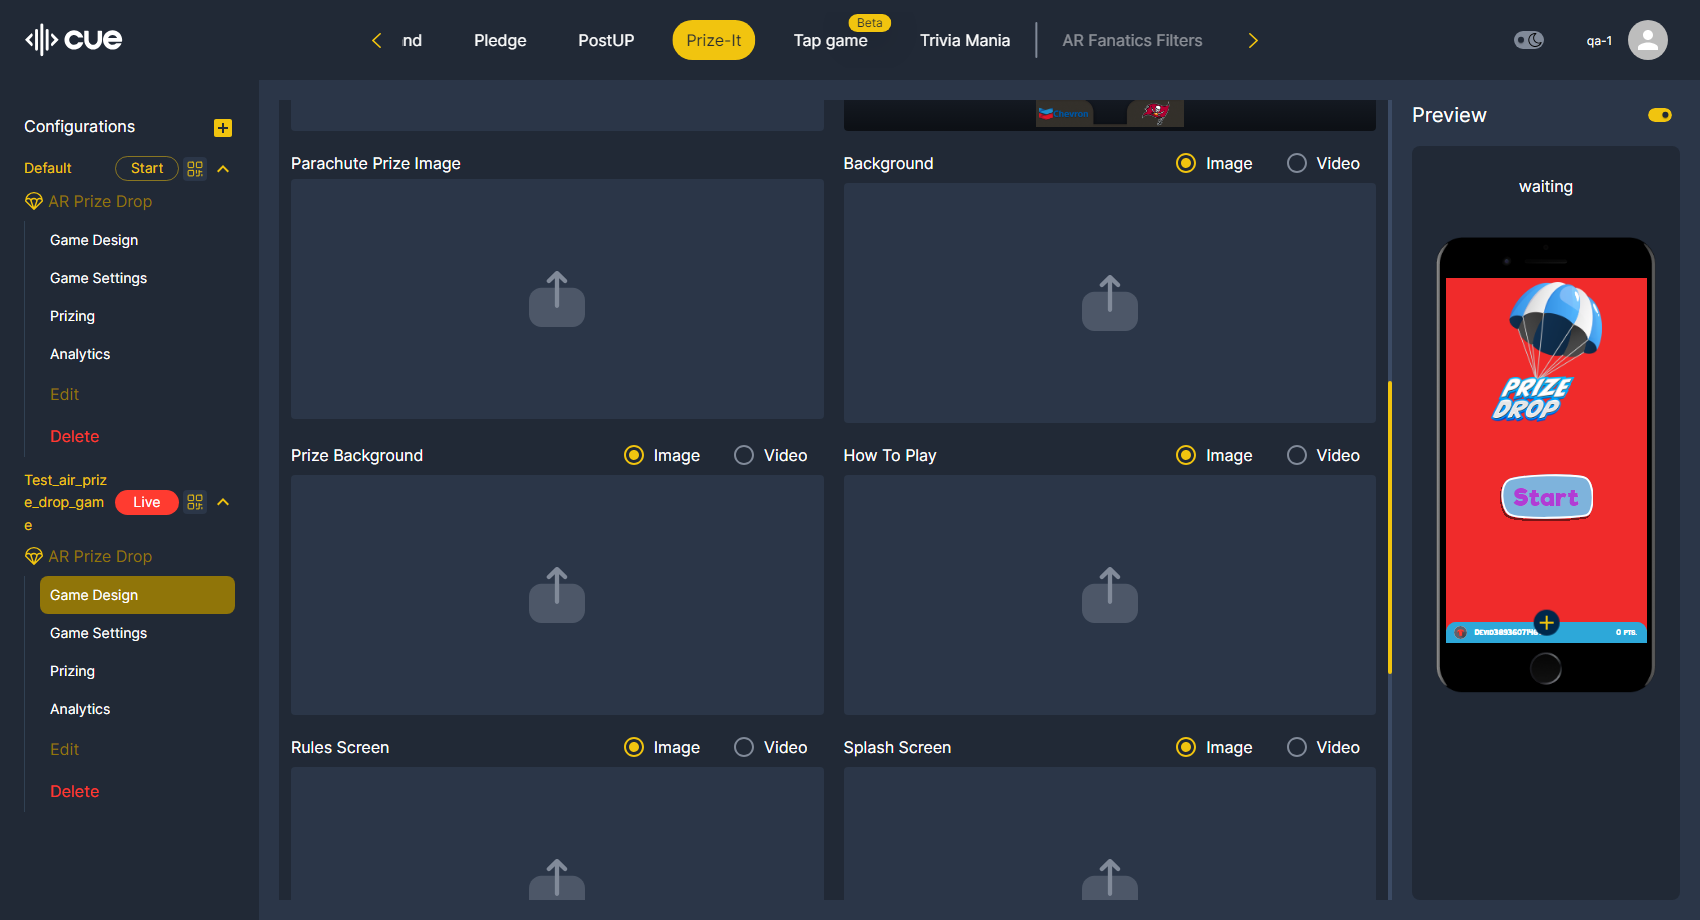 cue
nd
Pledge
PostUP
Prize-It
Beta
Tap game
Trivia Mania
AR Fanatics Filters
qa-1
Configurations
Default
Start
AR Prize Drop
Game Design
Game Settings
Prizing
Analytics
Edit
Delete
Test_air_priz
e_drop_gam
e
Live
AR Prize Drop
Game Design
Game Settings
Prizing
Analytics
Edit
Delete
Chevron
Parachute Prize Image
Background
Image
Video
Prize Background
Image
Video
How To Play
Image
Video
Rules Screen
Image
Video
Splash Screen
Image
Video
Preview
waiting
PRIZE
DROP
Start
0 PTS.